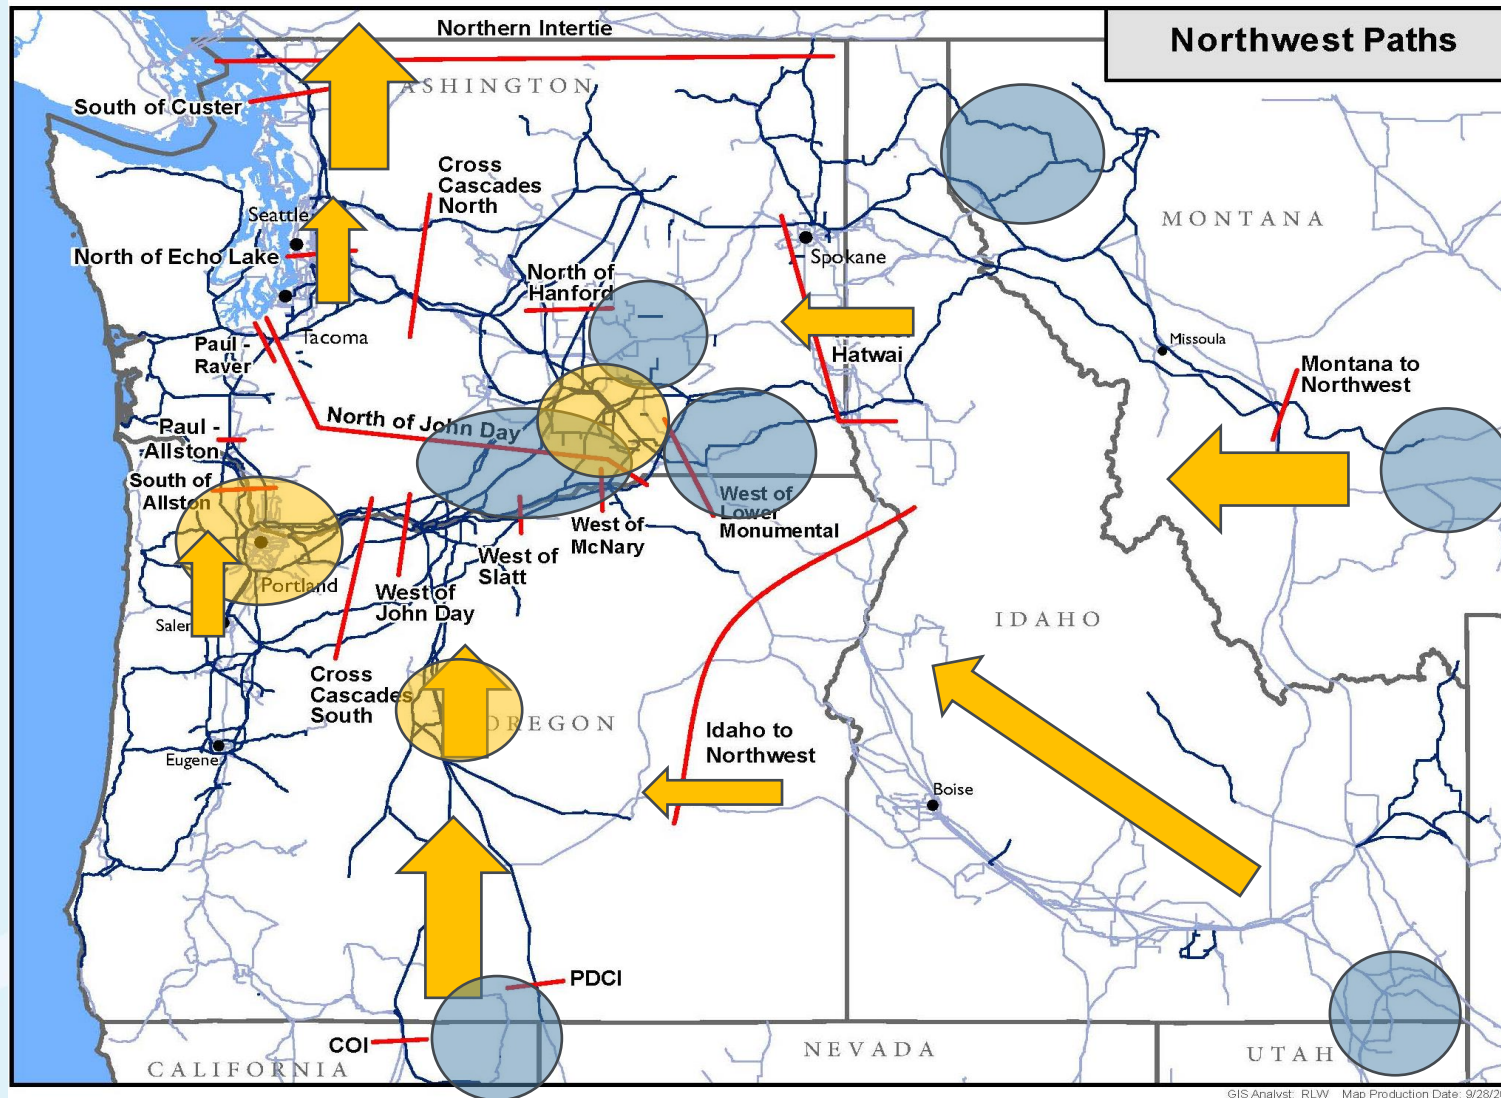 Northwest Paths
Northern Intertie
ASHINGTON
South of Custer
Cross
Cascades
North
MONTANA
Seattle
North of Echo Lake
Spokane
North of
Hanford
Tacoma
Paul -
Raver
Hatwai
Missoula
Montana to
Northwest
North of John Day
Paul -
Allston
South of
Allston
West of
Lower
Monumental
West of
McNary
West of
Slatt
Portland
West of
John Day
Saler
IDAHO
Cross
Cascades
South
OREGON
Idaho to
Northwest
Eugene
Boise
PDCI
COI
CALIFORNIA
NEVADA
UTAH
GIS Analyst: RLW Map Production Date: 9/28/20